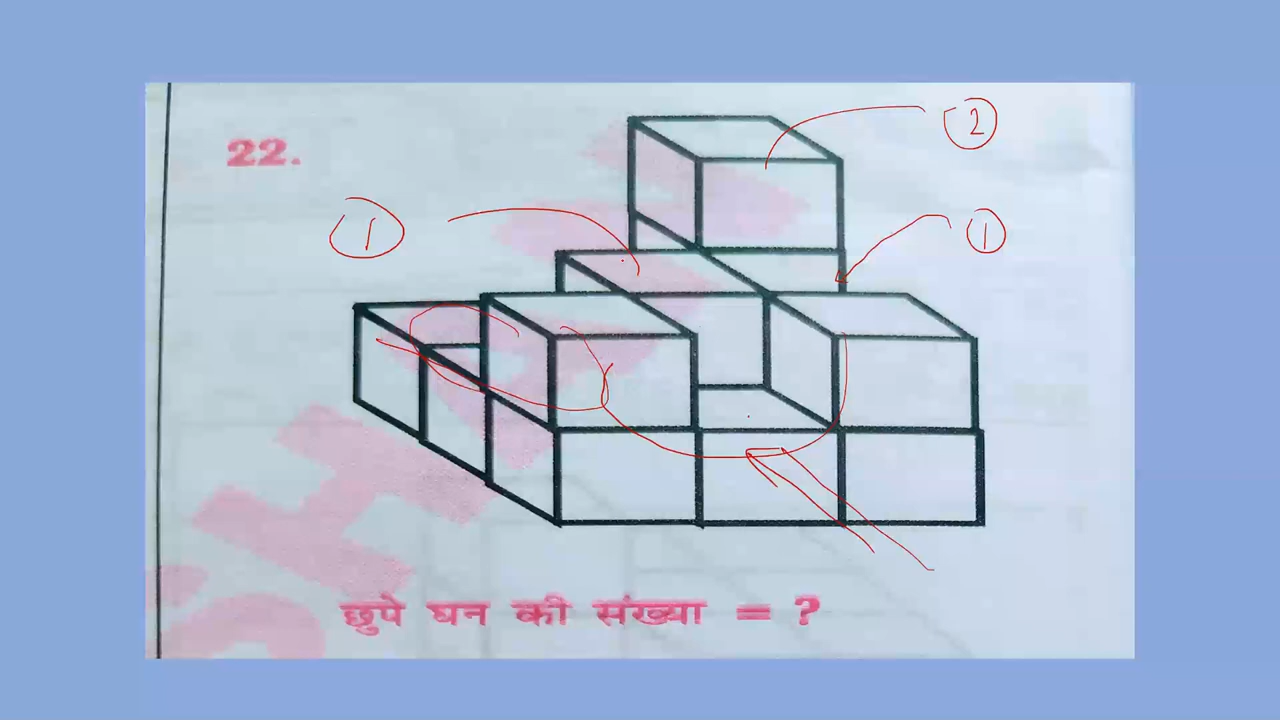 22.
2
1
1
छुपे घन की संख्या = ?